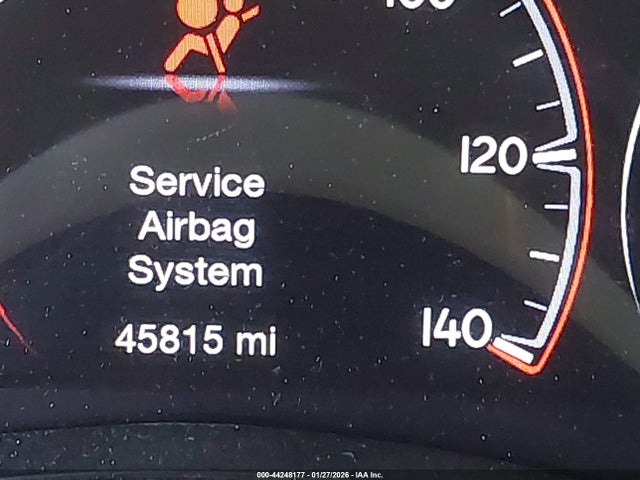 120
Service
Airbag
System
140
45815 mi
000-44248177 - 01/27/2026 - IAA Inc.